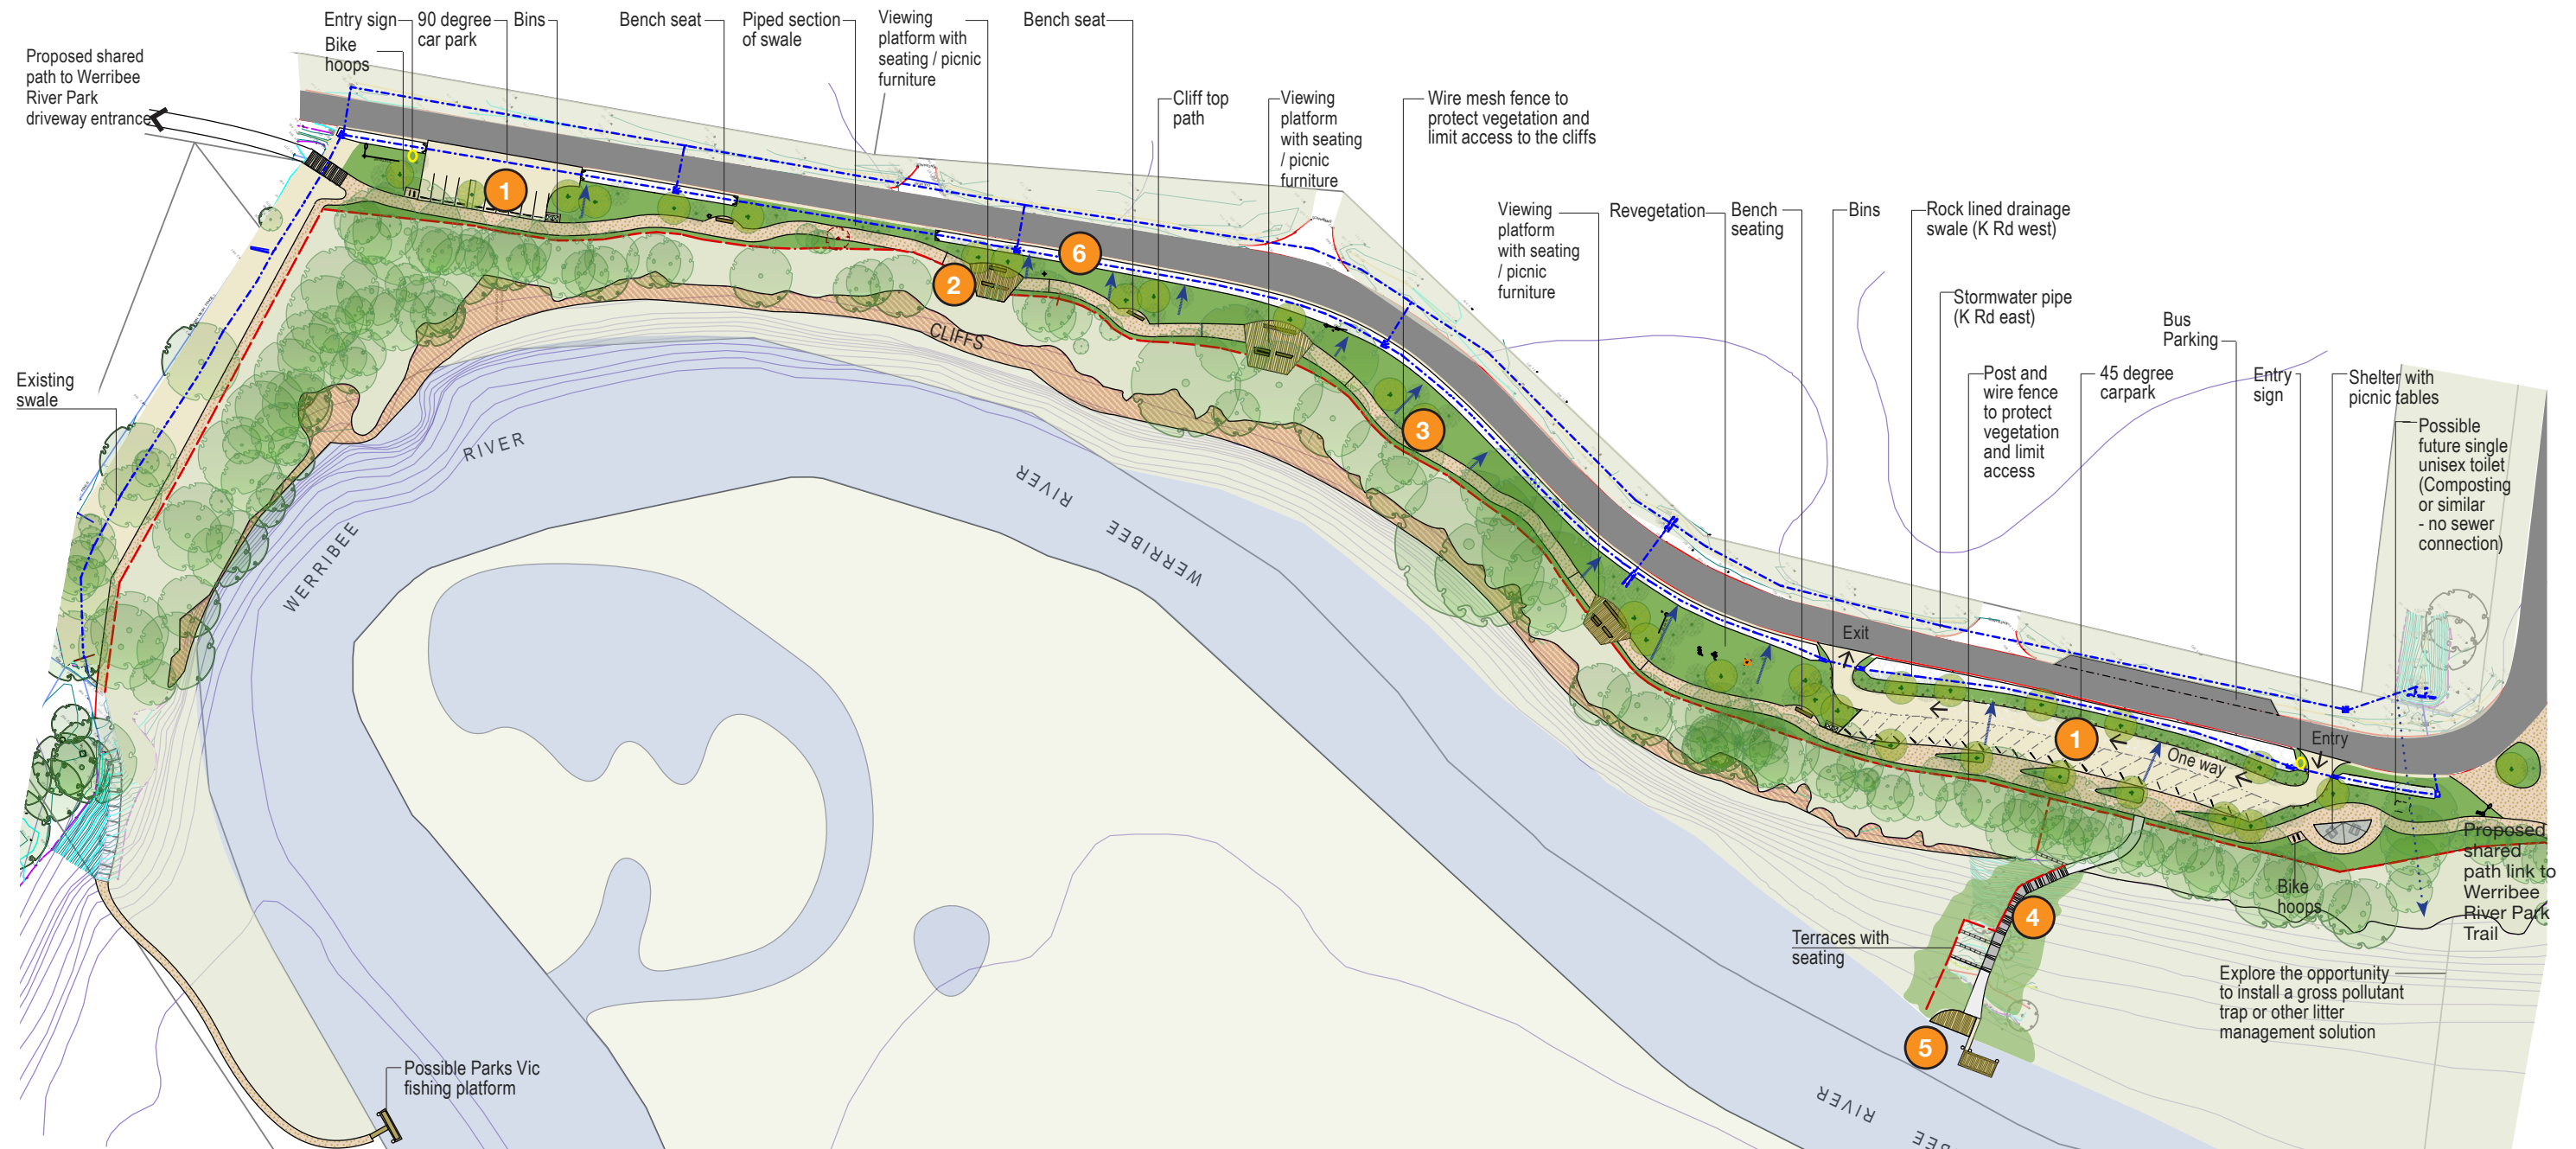 Entry sign
90 degree
car park
Bins
Bike
hoops
Bench seat
Piped section
of swale
Viewing
platform with
seating / picnic
furniture
Bench seat
Proposed shared
path to Werribee
River Park
driveway entrance
Cliff top
path
Viewing
platform
with seating
/ picnic
furniture
Wire mesh fence to
protect vegetation and
limit access to the cliffs
Viewing
platform
with seating
/ picnic
furniture
Revegetation
Bench
seating
Bins
Rock lined drainage
swale (K Rd west)
Stormwater pipe
(K Rd east)
Bus
Parking
Post and
wire fence
to protect
vegetation
and limit
access
45 degree
carpark
Entry
sign
Shelter with
picnic tables
Possible
future single
unisex toilet
(Composting
or similar
- no sewer
connection)
Existing
swale
1
2
6
3
CLIFFS
WERRIBEE
RIVER
RIVER
WERRIBEE
RIVER
Exit
1
One way
Entry
Proposed
shared
path link to
Werribee
River Park
Trail
Bike
hoops
4
Terraces with
seating
5
Explore the opportunity
to install a gross pollutant
trap or other litter
management solution
Possible Parks Vic
fishing platform
RIVER
BEE